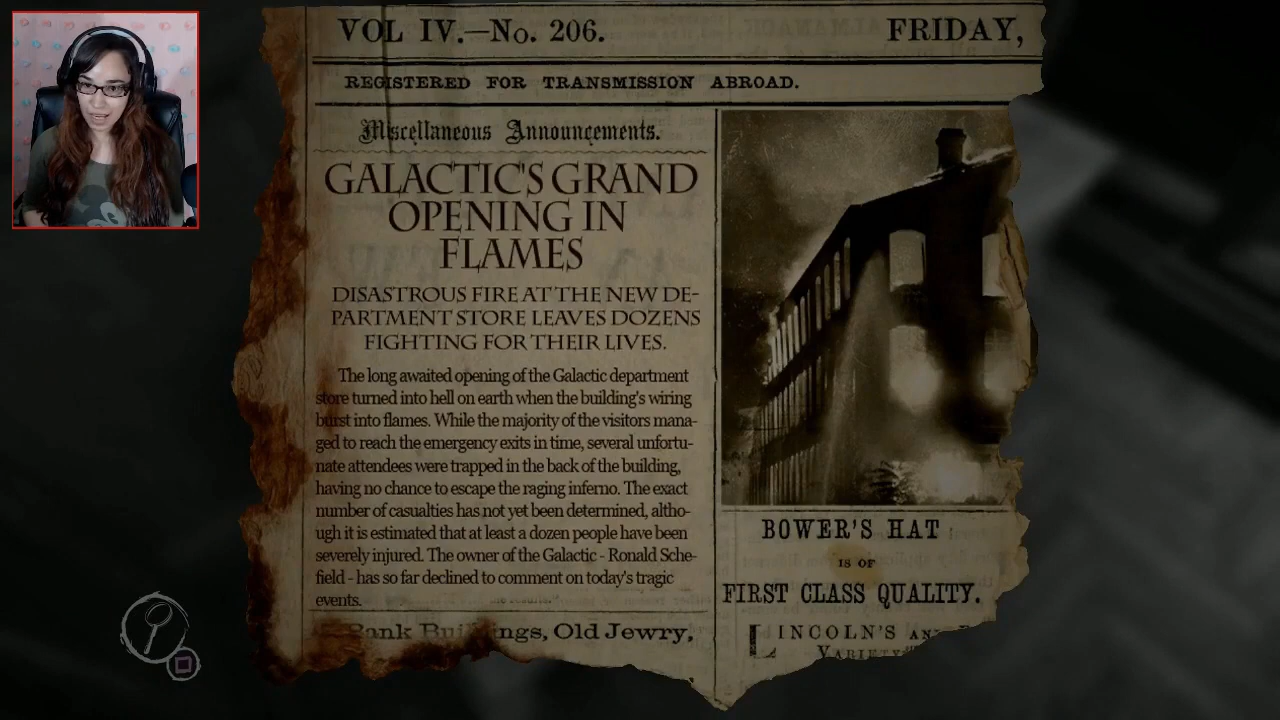 VOL IV.—No. 206.
FRIDAY,
REGISTERED FOR TRANSMISSION ABROAD.
Miscellaneous Announcements.
GALACTIC'S GRAND
OPENING IN
FLAMES
DISASTROUS FIRE AT THE NEW DE-
PARTMENT STORE LEAVES DOZENS
FIGHTING FOR THEIR LIVES.
The long awaited opening of the Galactic department
store turned into hell on earth when the building's wiring
burst into flames. While the majority of the visitors mana-
ged to reach the emergency exits in time, several unfortu-
nate attendees were trapped in the back of the building,
having no chance to escape the raging inferno. The exact
number of casualties has not yet been determined, altho-
ugh it is estimated that at least a dozen people have been
severely injured. The owner of the Galactic - Ronald Sche-
field - has so far declined to comment on today's tragic
events.
Bank Buildings, Old Jewry,
BOWER'S HAT
IS OF
FIRST CLASS QUALITY.
LINCOLN'S AND
VARIETY